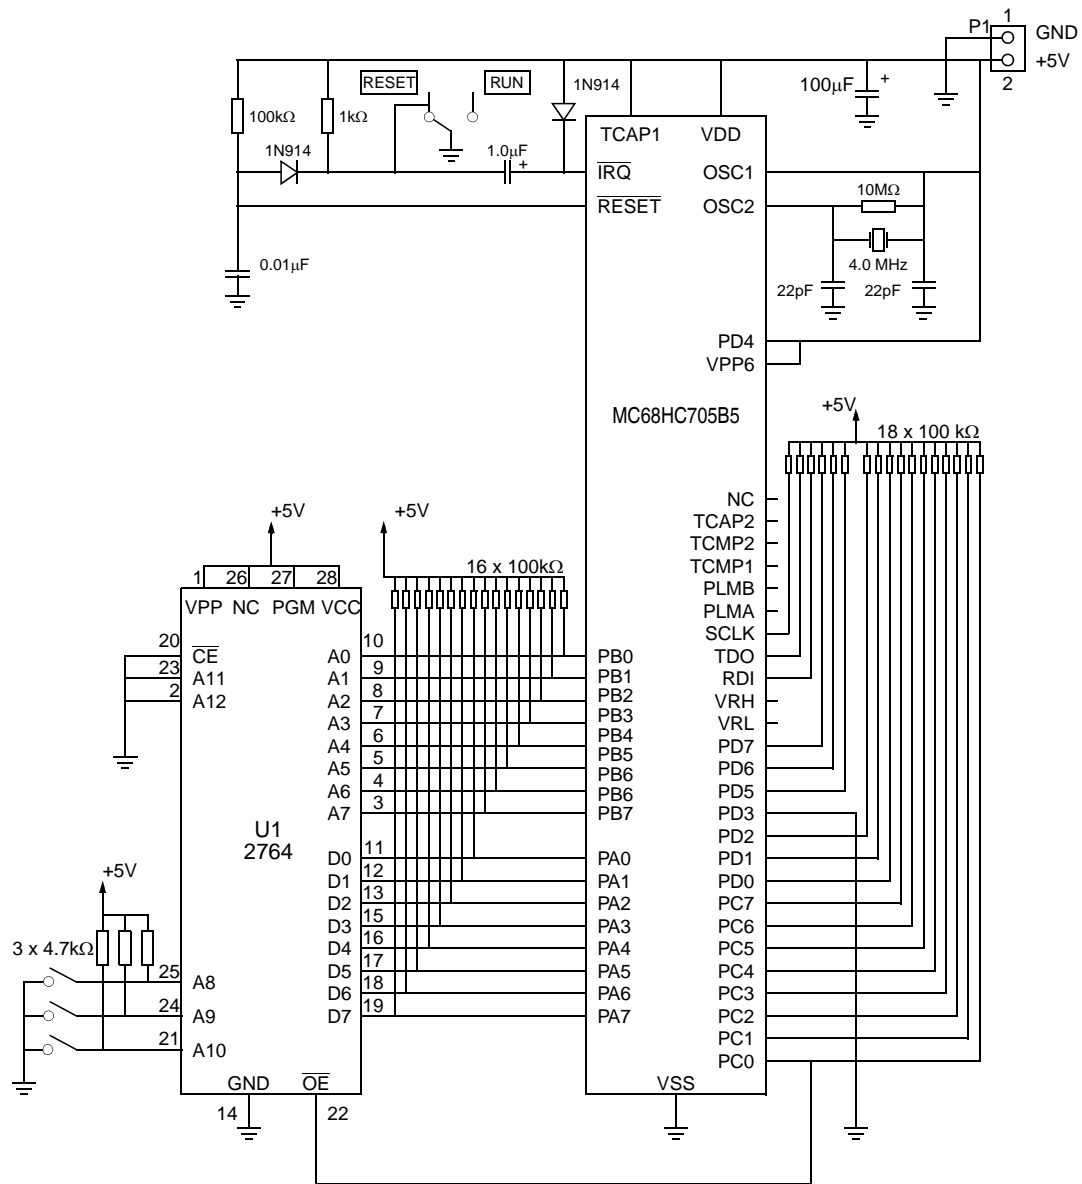 1
P1
GND
+5V
2
RESET
RUN
1N914
100µF
+
100kΩ
1kΩ
TCAP1
VDD
1N914
1.0µF
+
IRQ
OSC1
RESET
OSC2
10MΩ
0.01µF
4.0 MHz
22pF
22pF
PD4
VPP6
MC68HC705B5
+5V
18 x 100 kΩ
NC
TCAP2
TCMP2
TCMP1
PLMB
PLMA
SCLK
TDO
RDI
VRH
VRL
PD7
PD6
PD5
PD3
PD2
PD1
PD0
PC7
PC6
PC5
PC4
PC3
PC2
PC1
PC0
+5V
+5V
16 x 100kΩ
1
26
27
28
VPP
NC
PGM
VCC
20
CE
23
A11
2
A12
A0
10
PB0
A1
9
PB1
A2
8
PB2
A3
7
PB3
A4
6
PB4
A5
5
PB5
A6
4
PB6
A7
3
PB6
PB7
U1
2764
D0
11
PA0
D1
12
PA1
D2
13
PA2
D3
15
PA3
D4
16
PA4
D5
17
PA5
D6
18
PA6
D7
19
PA7
+5V
3 x 4.7kΩ
25
A8
24
A9
21
A10
GND
OE
14
22
VSS